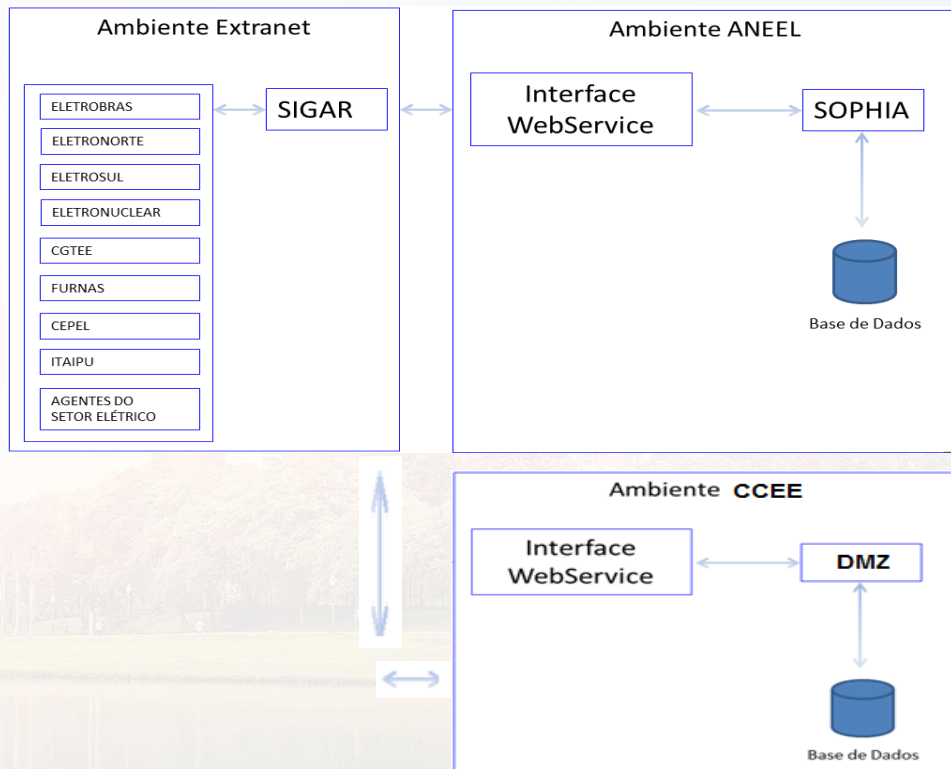 Ambiente Extranet
ELETROBRAS
ELETRONORTE
ELETROSUL
ELETRONUCLEAR
CGTEE
FURNAS
CEPEL
ITAIPU
AGENTES DO
SETOR ELÉTRICO
SIGAR
Ambiente ANEEL
Interface
WebService
SOPHIA
Base de Dados
Ambiente CCEE
Interface
WebService
DMZ
Base de Dados